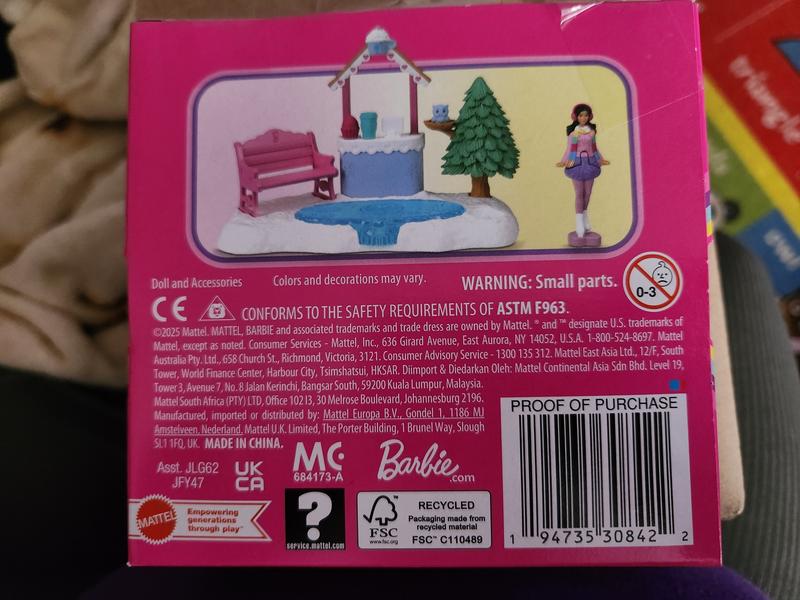 Doll and Accessories
Colors and decorations may vary.
WARNING: Small parts.
0-3
CE
CONFORMS TO THE SAFETY REQUIREMENTS OF ASTM F963.
©2025 Mattel. MATTEL, BARBIE and associated trademarks and trade dress are owned by Mattel. ® and ™ designate U.S. trademarks of
Mattel, except as noted. Consumer Services - Mattel, Inc., 636 Girard Avenue, East Aurora, NY 14052, U.S.A. 1-800-524-8697. Mattel
Australia Pty. Ltd., 658 Church St., Richmond, Victoria, 3121. Consumer Advisory Service - 1300 135 312. Mattel East Asia Ltd., 12/F, South
Tower, World Finance Center, Harbour City, Tsimshatsui, HKSAR. Diimport & Diedarkan Oleh: Mattel Continental Asia Sdn Bhd. Level 19,
Tower 3, Avenue 7, No. 8 Jalan Kerinchi, Bangsar South, 59200 Kuala Lumpur, Malaysia.
Mattel South Africa (PTY) LTD, Office 102 I3, 30 Melrose Boulevard, Johannesburg 2196.
Manufactured, imported or distributed by: Mattel Europa B.V., Gondel 1, 1186 MJ
Amstelveen, Nederland. Mattel U.K. Limited, The Porter Building, 1 Brunel Way, Slough
SL1 1FQ, UK. MADE IN CHINA.
PROOF OF PURCHASE
Asst. JLG62
JFY47
UK
CA
MC
684173-A
Barbie.com
MATTEL
Empowering
generations
through play™
?
service.mattel.com
FSC
www.fsc.org
RECYCLED
Packaging made from
recycled material
FSC™ C110489
1 94735 30842 2
triangle